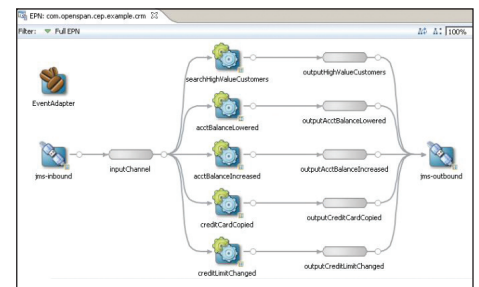 EPN: com.openspan.cep.example.crm
Filter: Full EPN
100%
searchHighValueCustomers
outputHighValueCustomers
EventAdapter
acctBalanceLowered
outputAcctBalanceLowered
jms-inbound
inputChannel
acctBalanceIncreased
outputAcctBalanceIncreased
jms-outbound
creditCardCopied
outputCreditCardCopied
creditLimitChanged
outputCreditLimitChanged